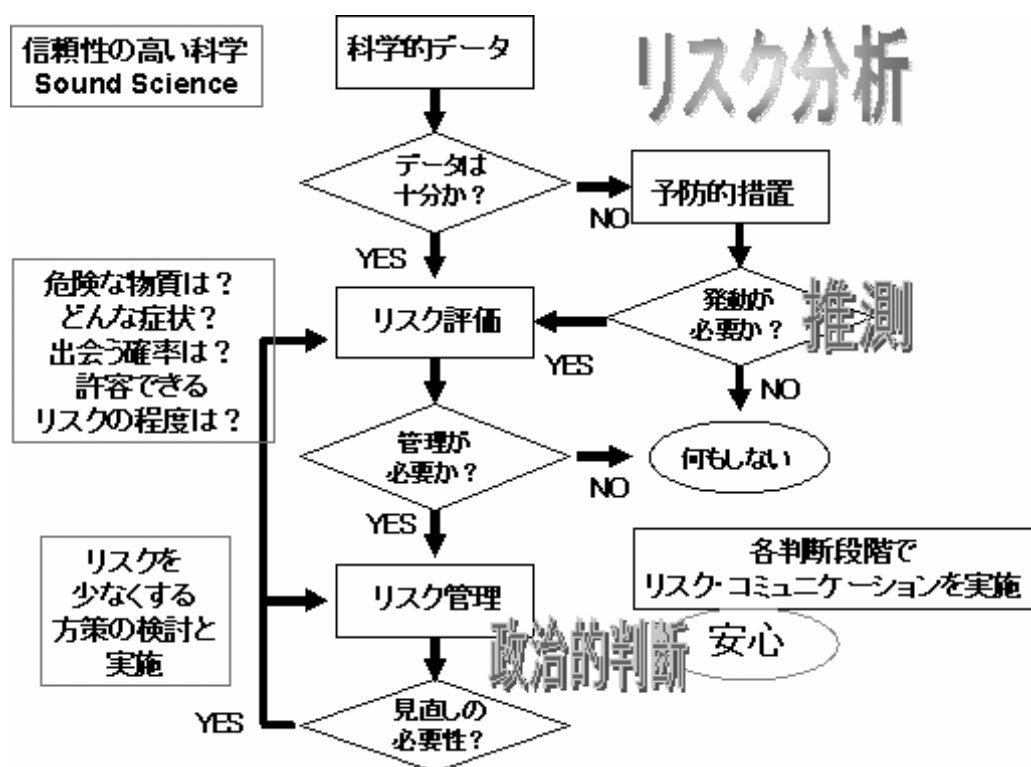 信頼性の高い科学
Sound Science
科学的データ
リスク分析
データは
十分か？
NO
予防的措置
YES
危険な物質は？
どんな症状？
出会う確率は？
許容できる
リスクの程度は？
リスク評価
発動が
必要か？
推測
YES
NO
管理が
必要か？
NO
何もしない
YES
リスクを
少なくする
方策の検討と
実施
リスク管理
各判断段階で
リスク・コミュニケーションを実施
政治的判断
安心
見直しの
必要性？
YES